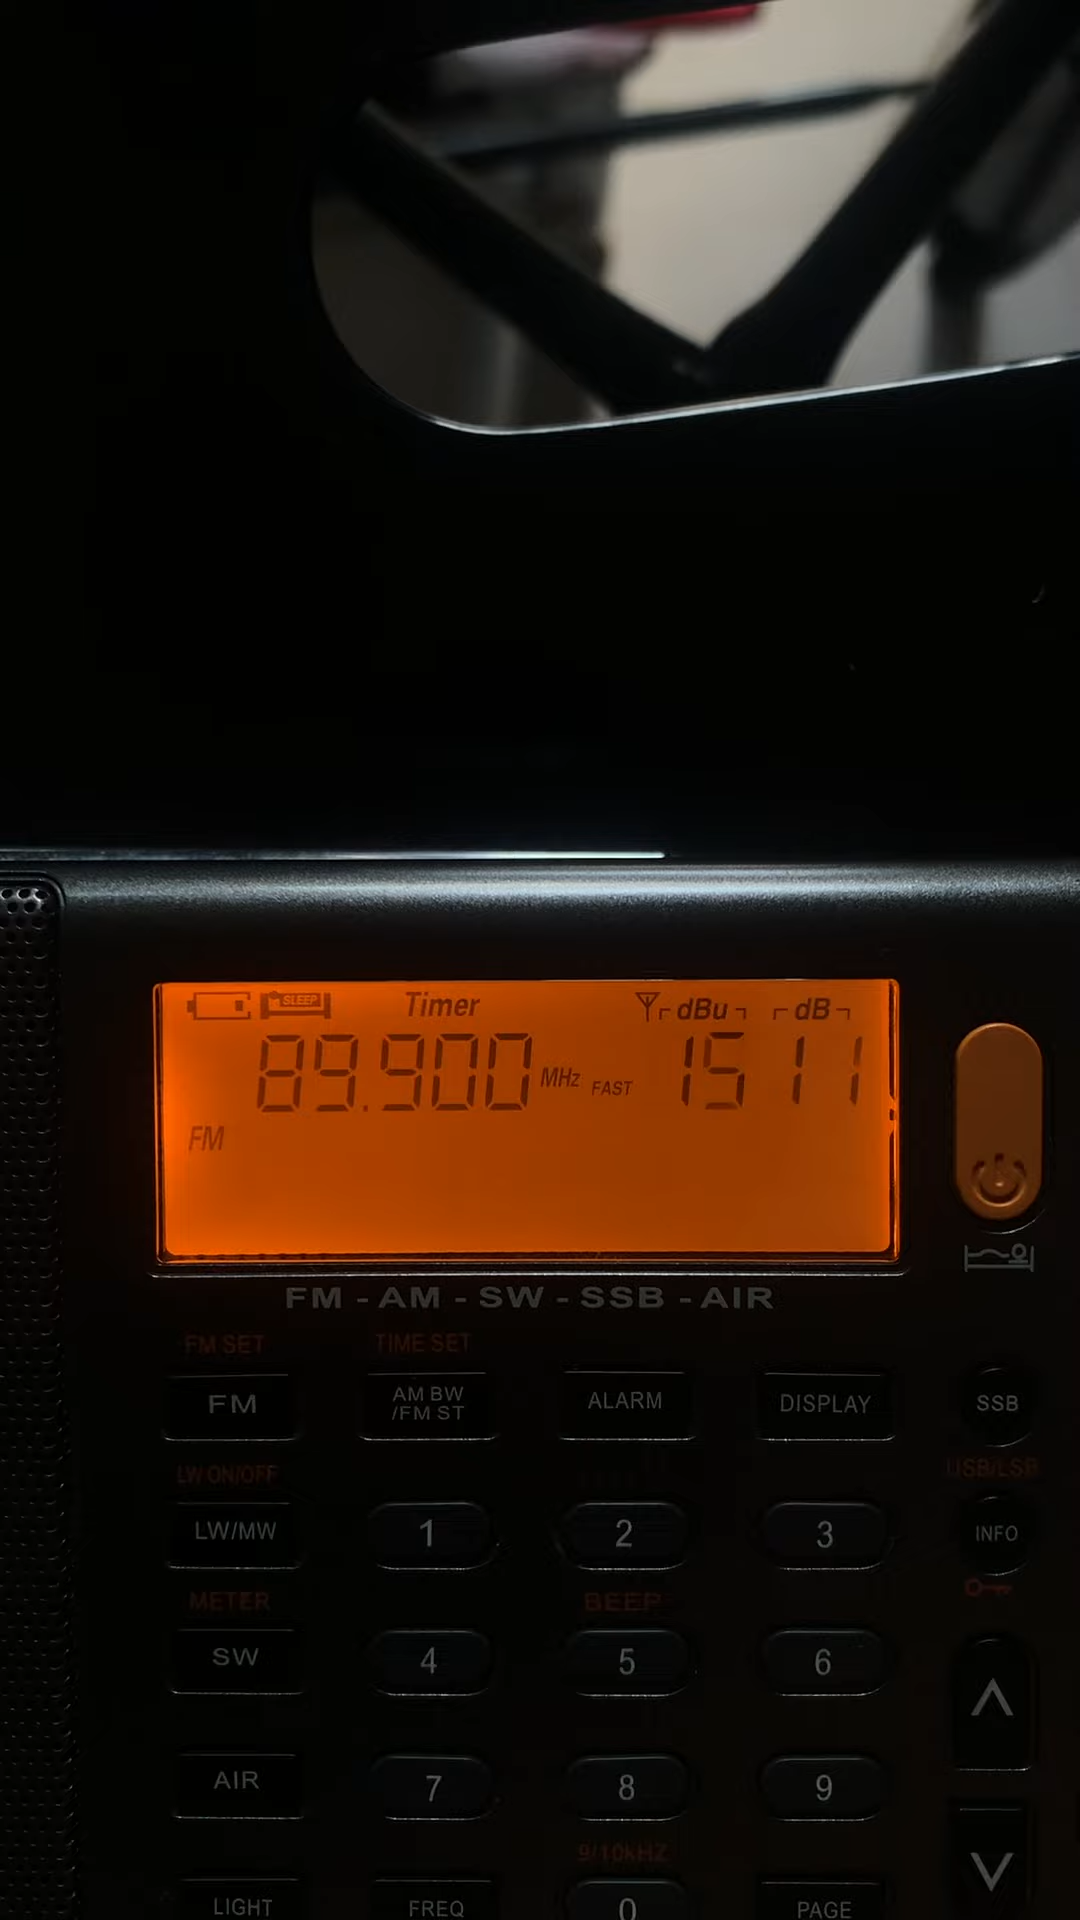 SLEEP Timer dBu dB
89.900 MHz FAST 15 11
FM
FM - AM - SW - SSB - AIR
FM SET TIME SET
FM AM BW /FM ST ALARM DISPLAY SSB
LW ON/OFF USB/LSB
LW/MW 1 2 3 INFO
METER BEEP
SW 4 5 6
AIR 7 8 9
9/10kHZ
LIGHT FREQ 0 PAGE